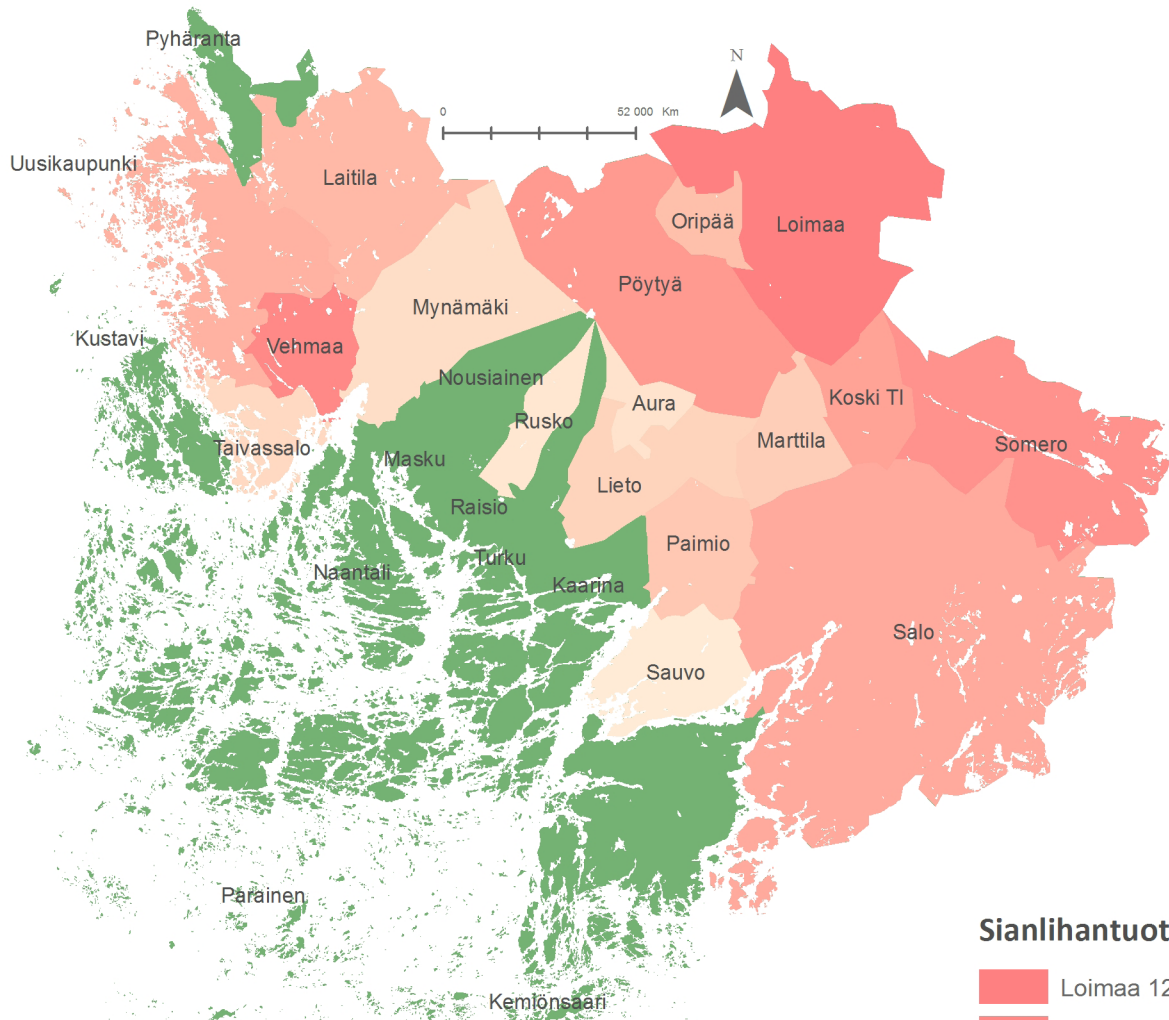 Pyhäranta
N
0 52 000 Km
Uusikaupunki
Laitila
Oripää
Loimaa
Pöytyä
Mynämäki
Kustavi
Vehmaa
Nousiainen
Koski Tl
Aura
Rusko
Marttila
Somero
Taivassalo
Masku
Lieto
Raisio
Paimio
Turku
Naantali
Kaarina
Salo
Sauvo
Parainen
Sianlihantuot
Loimaa 12
Kemiönsaari